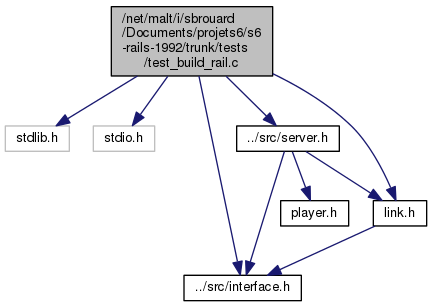 /net/malt/i/sbrouard
/Documents/projets6/s6
-rails-1992/trunk/tests
/test_build_rail.c
stdlib.h
stdio.h
../src/server.h
player.h
link.h
../src/interface.h